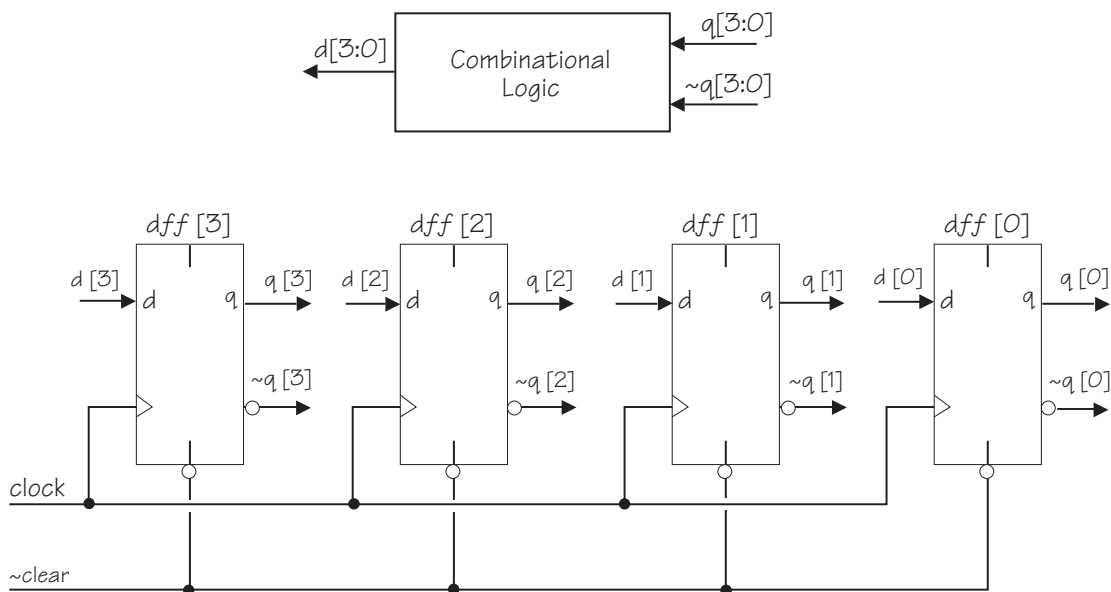 d[3:0]
Combinational
Logic
q[3:0]
~q[3:0]
dff [3]
dff [2]
dff [1]
dff [0]
d [3]
d
q
q [3]
~q [3]
d [2]
d
q
q [2]
~q [2]
d [1]
d
q
q [1]
~q [1]
d [0]
d
q
q [0]
~q [0]
clock
~clear